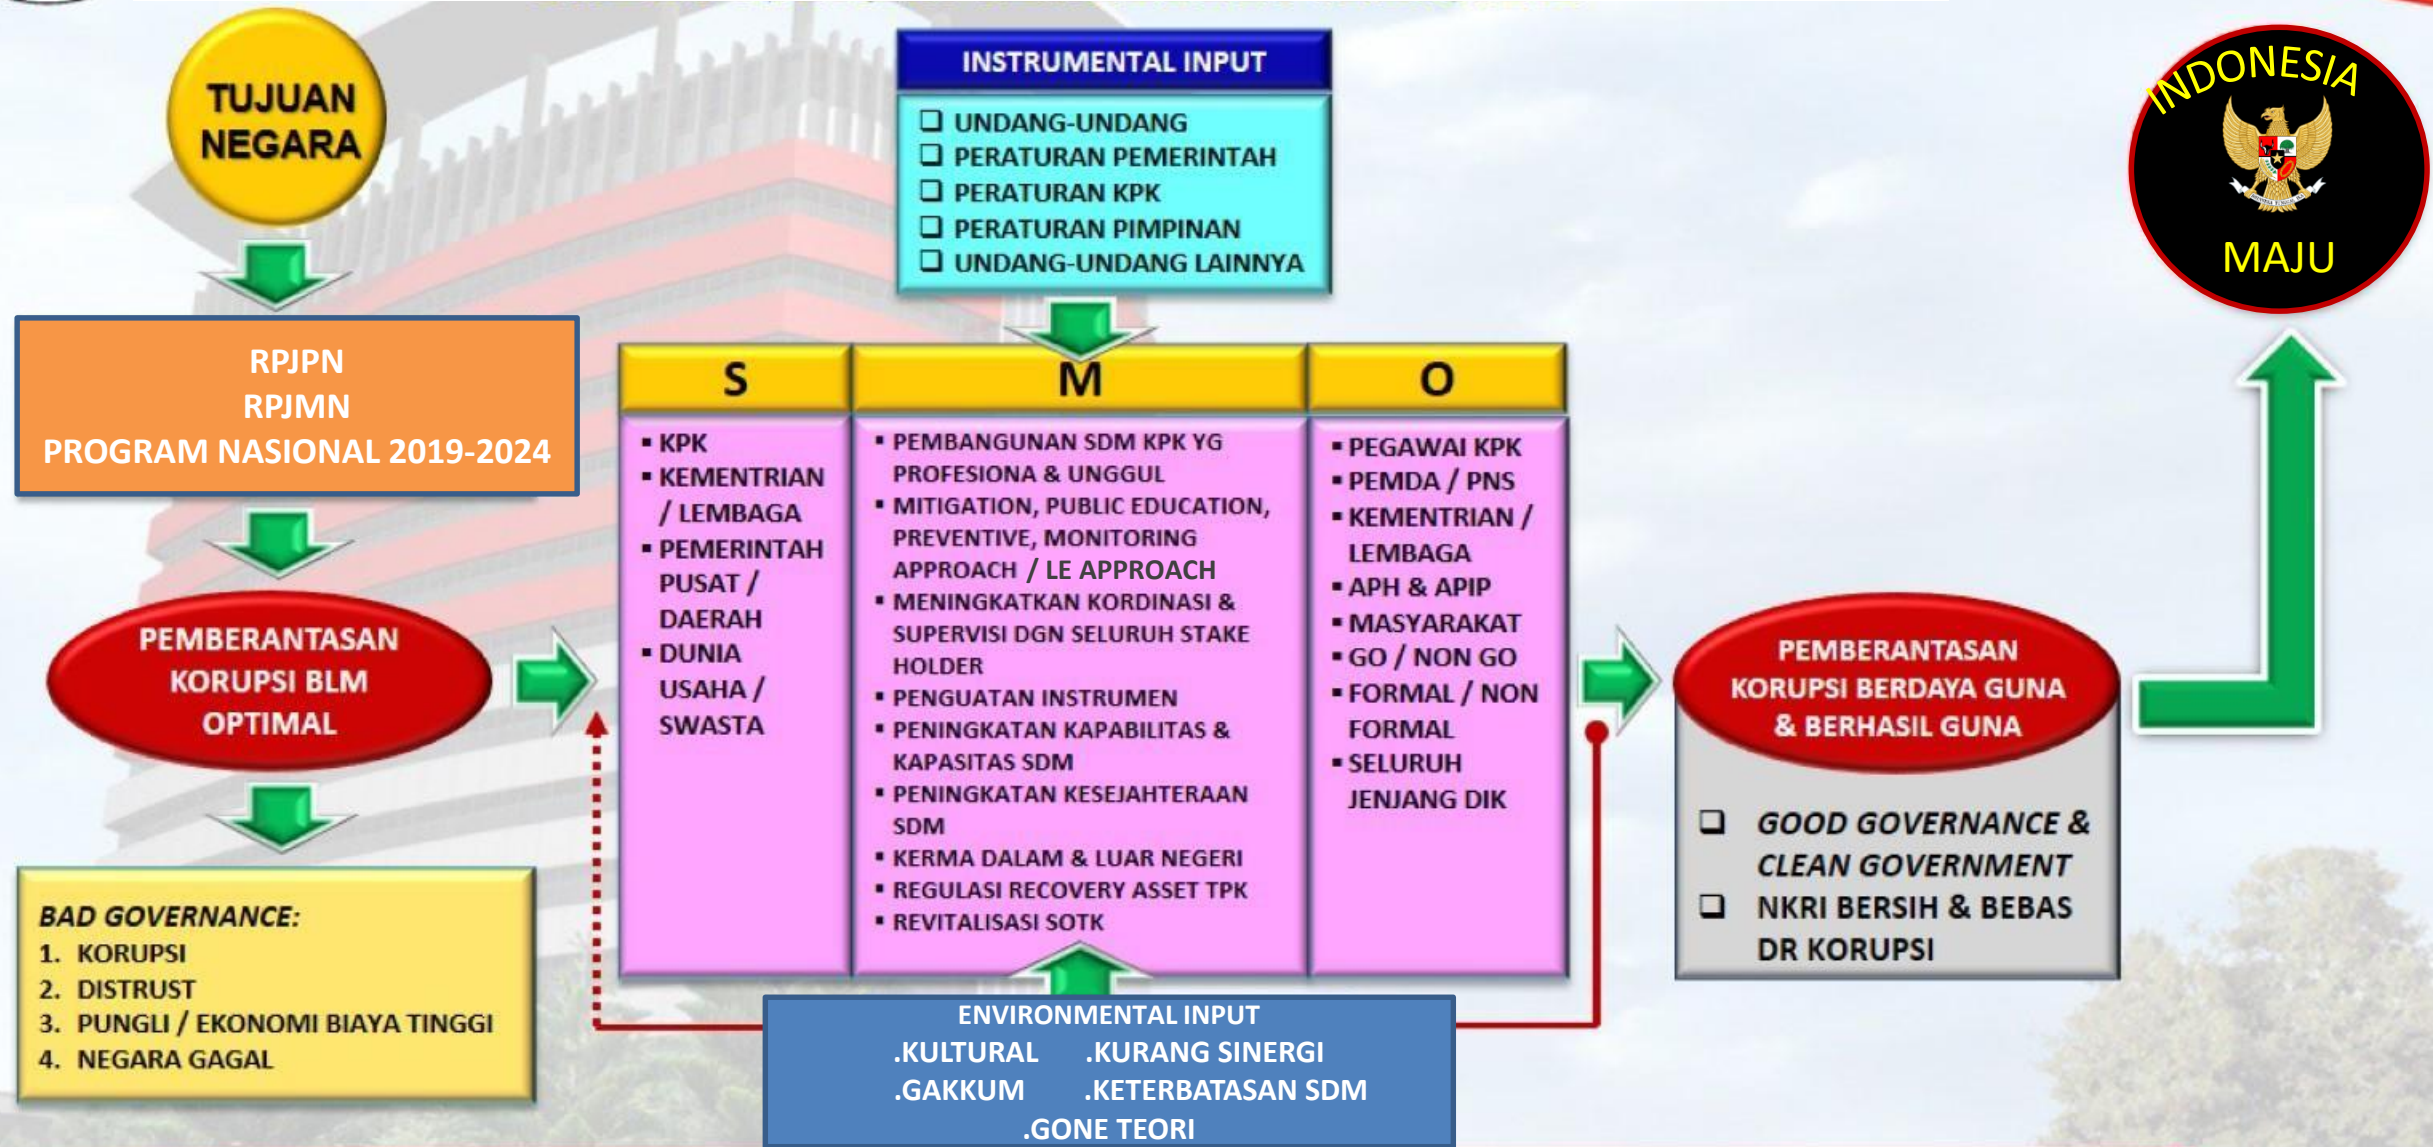 TUJUAN
NEGARA
RPJPN
RPJMN
PROGRAM NASIONAL 2019-2024
PEMBERANTASAN
KORUPSI BLM
OPTIMAL
BAD GOVERNANCE:
1. KORUPSI
2. DISTRUST
3. PUNGLI / EKONOMI BIAYA TINGGI
4. NEGARA GAGAL
INSTRUMENTAL INPUT
❑ UNDANG-UNDANG
❑ PERATURAN PEMERINTAH
❑ PERATURAN KPK
❑ PERATURAN PIMPINAN
❑ UNDANG-UNDANG LAINNYA
S
▪ KPK
▪ KEMENTRIAN
/ LEMBAGA
▪ PEMERINTAH
PUSAT /
DAERAH
▪ DUNIA
USAHA /
SWASTA
M
▪ PEMBANGUNAN SDM KPK YG
PROFESIONA & UNGGUL
▪ MITIGATION, PUBLIC EDUCATION,
PREVENTIVE, MONITORING
APPROACH / LE APPROACH
▪ MENINGKATKAN KORDINASI &
SUPERVISI DGN SELURUH STAKE
HOLDER
▪ PENGUATAN INSTRUMEN
▪ PENINGKATAN KAPABILITAS &
KAPASITAS SDM
▪ PENINGKATAN KESEJAHTERAAN
SDM
▪ KERMA DALAM & LUAR NEGERI
▪ REGULASI RECOVERY ASSET TPK
▪ REVITALISASI SOTK
O
▪ PEGAWAI KPK
▪ PEMDA / PNS
▪ KEMENTRIAN /
LEMBAGA
▪ APH & APIP
▪ MASYARAKAT
▪ GO / NON GO
▪ FORMAL / NON
FORMAL
▪ SELURUH
JENJANG DIK
ENVIRONMENTAL INPUT
.KULTURAL .KURANG SINERGI
.GAKKUM .KETERBATASAN SDM
.GONE TEORI
PEMBERANTASAN
KORUPSI BERDAYA GUNA
& BERHASIL GUNA
❑ GOOD GOVERNANCE &
CLEAN GOVERNMENT
❑ NKRI BERSIH & BEBAS
DR KORUPSI
INDONESIA
MAJU